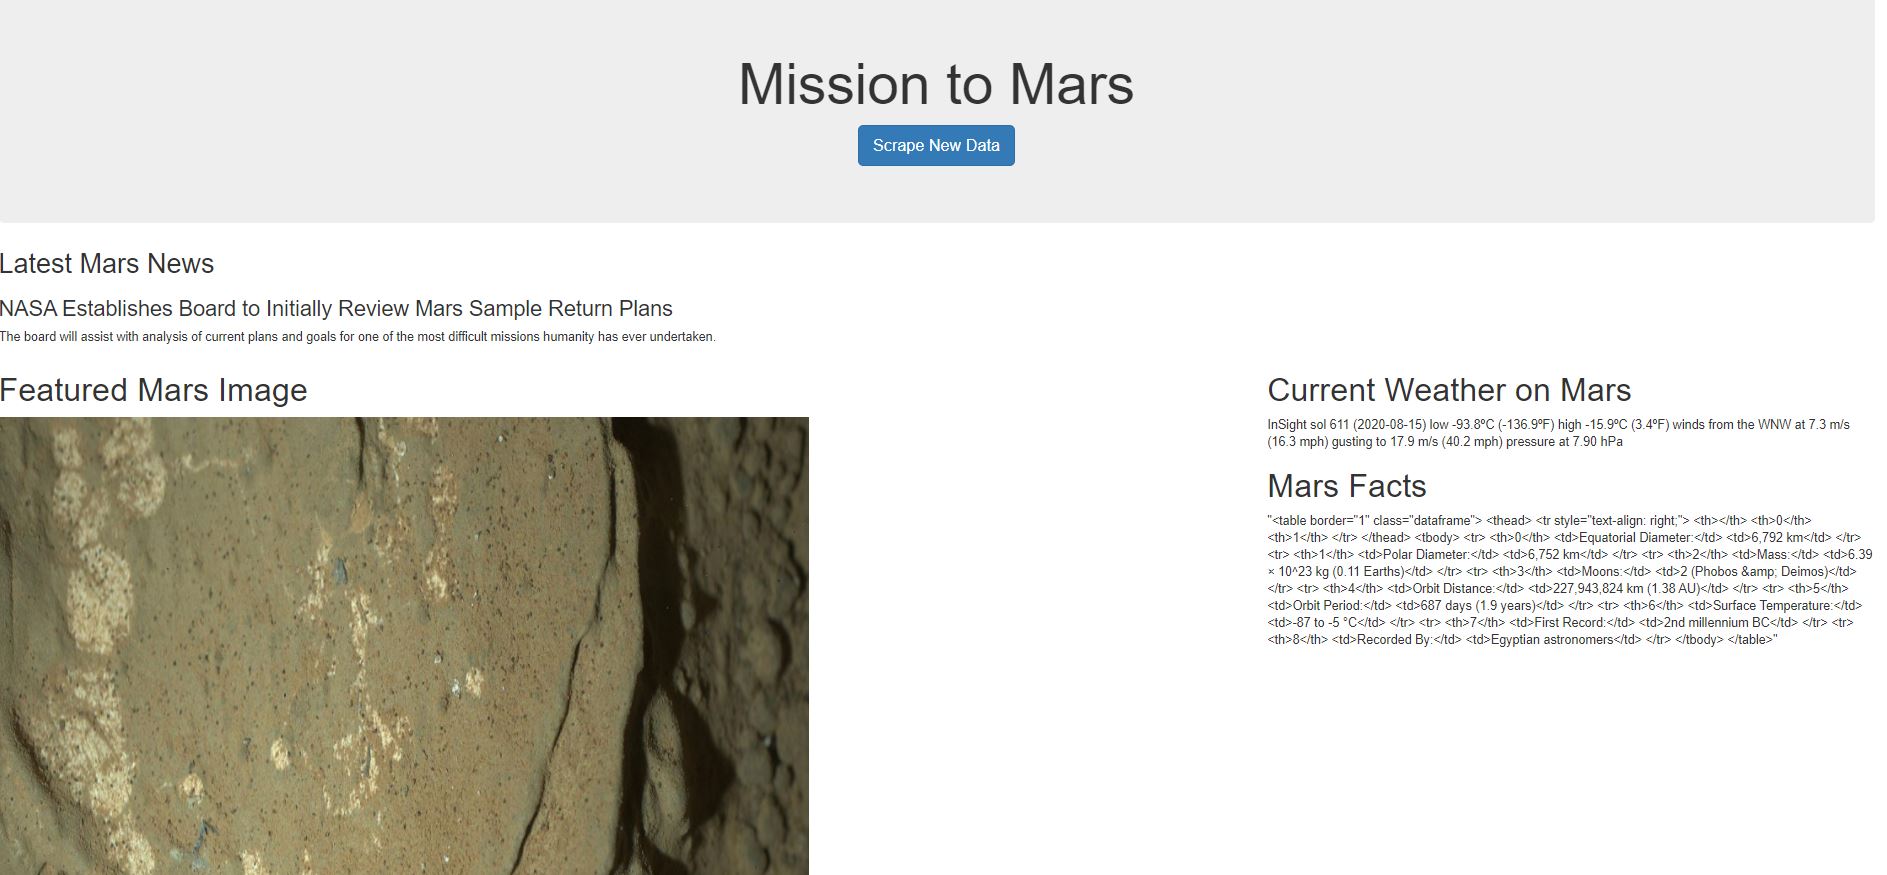 Mission to Mars
Scrape New Data
Latest Mars News
NASA Establishes Board to Initially Review Mars Sample Return Plans
The board will assist with analysis of current plans and goals for one of the most difficult missions humanity has ever undertaken.
Featured Mars Image
Current Weather on Mars
InSight sol 611 (2020-08-15) low -93.8ºC (-136.9ºF) high -15.9ºC (3.4ºF) winds from the WNW at 7.3 m/s
(16.3 mph) gusting to 17.9 m/s (40.2 mph) pressure at 7.90 hPa
Mars Facts
"<table border="1" class="dataframe"> <thead> <tr style="text-align: right;"> <th></th> <th>0</th>
<th>1</th> </tr> </thead> <tbody> <tr> <th>0</th> <td>Equatorial Diameter:</td> <td>6,792 km</td> </tr>
<tr> <th>1</th> <td>Polar Diameter:</td> <td>6,752 km</td> </tr> <tr> <th>2</th> <td>Mass:</td> <td>6.39
× 10^23 kg (0.11 Earths)</td> </tr> <tr> <th>3</th> <td>Moons:</td> <td>2 (Phobos &amp; Deimos)</td>
</tr> <tr> <th>4</th> <td>Orbit Distance:</td> <td>227,943,824 km (1.38 AU)</td> </tr> <tr> <th>5</th>
<td>Orbit Period:</td> <td>687 days (1.9 years)</td> </tr> <tr> <th>6</th> <td>Surface Temperature:</td>
<td>-87 to -5 °C</td> </tr> <tr> <th>7</th> <td>First Record:</td> <td>2nd millennium BC</td> </tr> <tr>
<th>8</th> <td>Recorded By:</td> <td>Egyptian astronomers</td> </tr> </tbody> </table>"